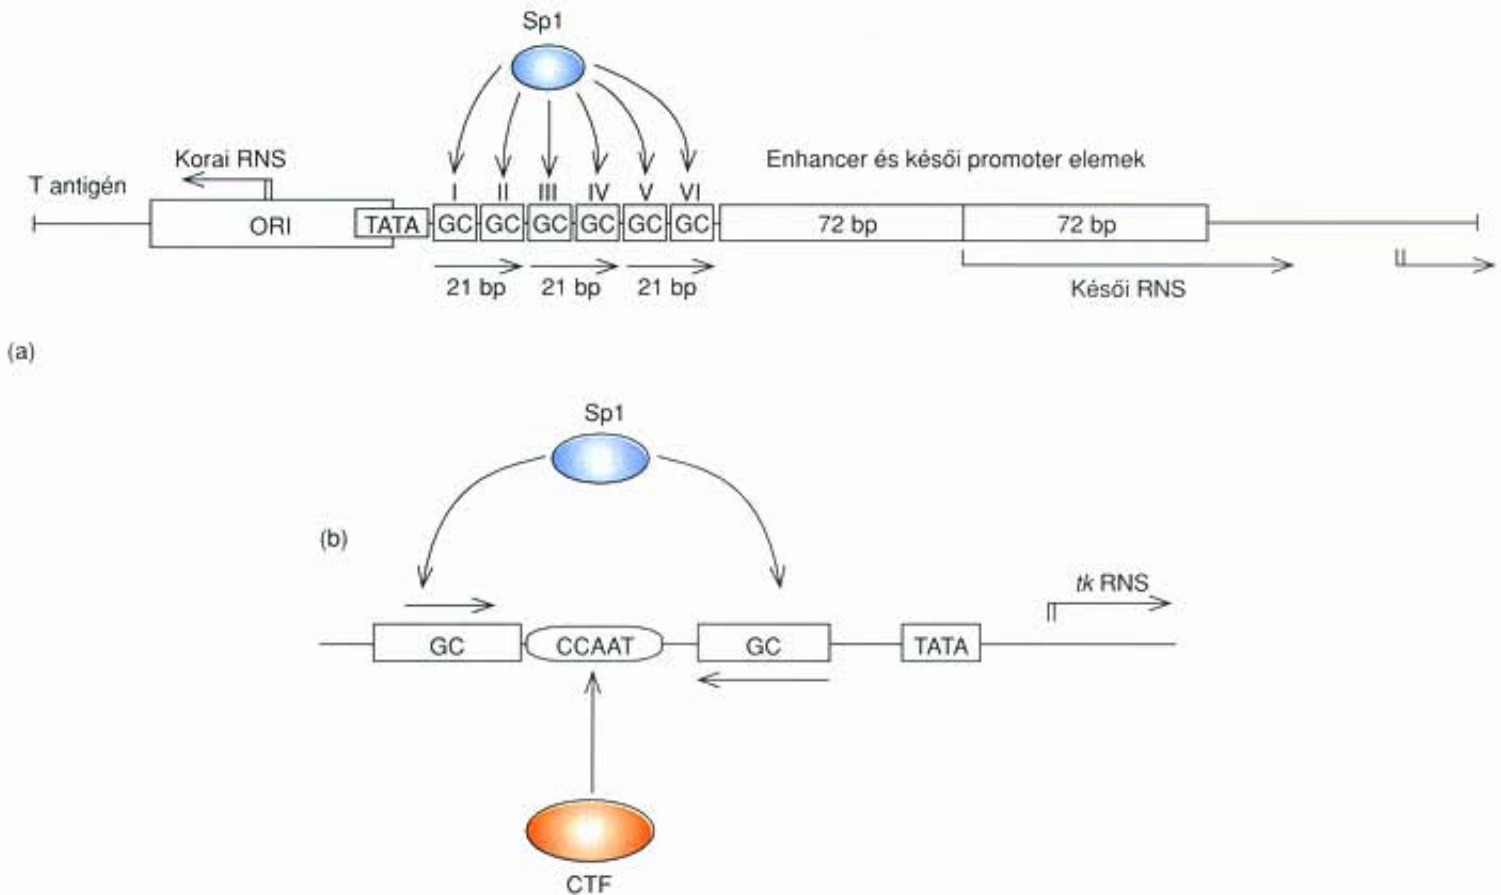 Sp1
Korai RNS
Enhancer és késői promoter elemek
T antigén
I II III IV V VI
ORI TATA GC GC GC GC GC GC 72 bp 72 bp
21 bp 21 bp 21 bp
Késői RNS
(a)
Sp1
(b)
tk RNS
GC CCAAT GC TATA
CTF